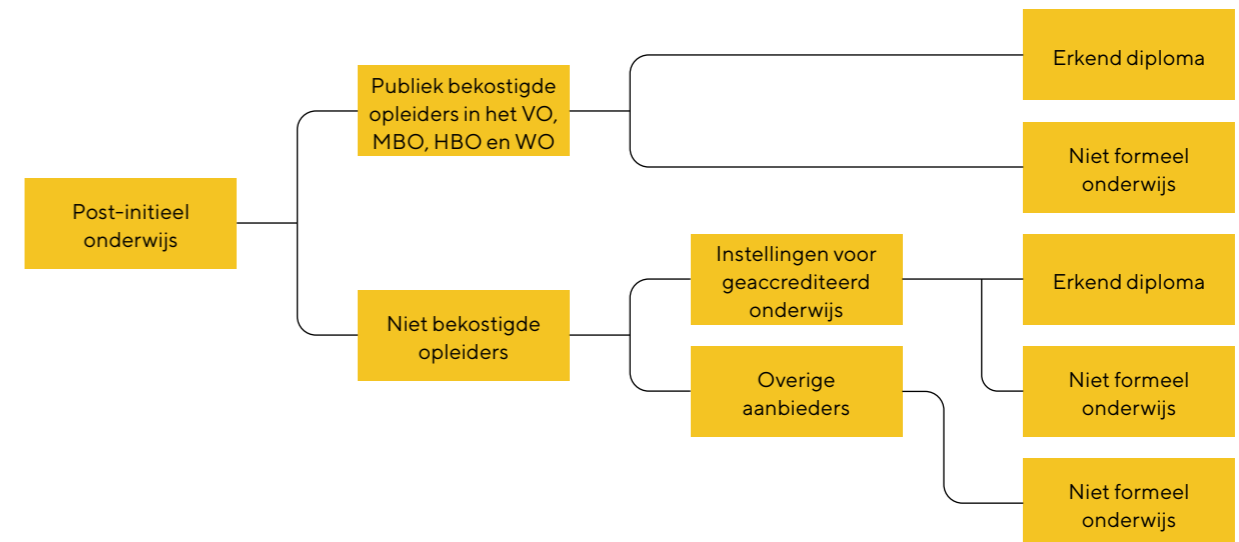 Post-initieel
onderwijs
Publiek bekostigde
opleiders in het VO,
MBO, HBO en WO
Erkend diploma
Niet formeel
onderwijs
Niet bekostigde
opleiders
Instellingen voor
geaccrediteerd
onderwijs
Erkend diploma
Niet formeel
onderwijs
Overige
aanbieders
Niet formeel
onderwijs